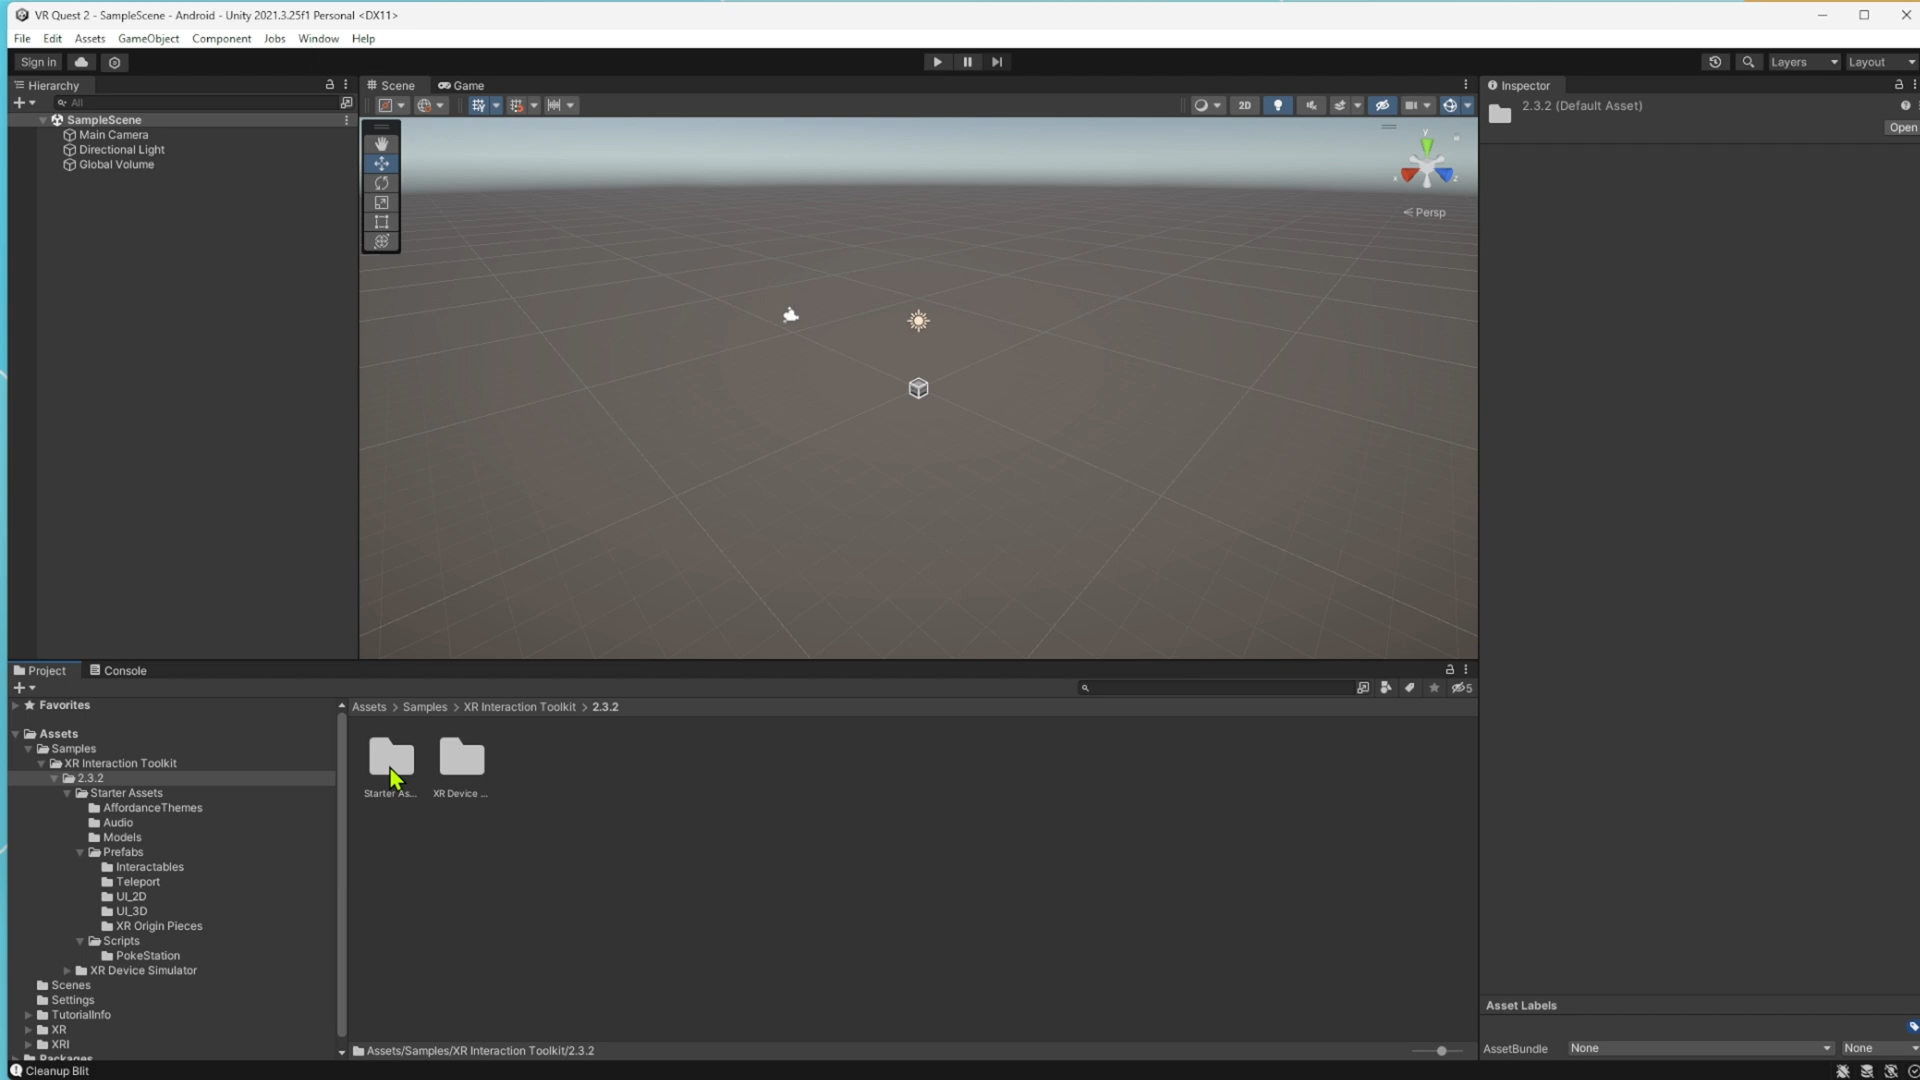 VR Quest 2 - SampleScene - Android - Unity 2021.3.25f1 Personal <DX11>
File Edit Assets GameObject Component Jobs Window Help
Sign in
Layers
Layout
Hierarchy
All
SampleScene
Main Camera
Directional Light
Global Volume
Scene
Game
2D
y
x
z
Persp
Inspector
2.3.2 (Default Asset)
Open
Project
Console
5
Favorites
Assets
Samples
XR Interaction Toolkit
2.3.2
Starter Assets
AffordanceThemes
Audio
Models
Prefabs
Interactables
Teleport
UI_2D
UI_3D
XR Origin Pieces
Scripts
PokeStation
XR Device Simulator
Scenes
Settings
TutorialInfo
XR
XRI
Packages
Assets > Samples > XR Interaction Toolkit > 2.3.2
Starter As...
XR Device ...
Assets/Samples/XR Interaction Toolkit/2.3.2
Asset Labels
AssetBundle
None
None
Cleanup Blit